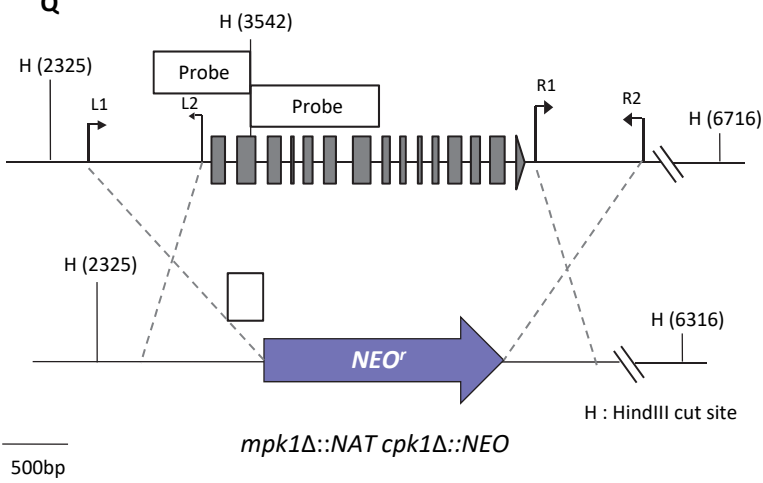 Q
H (3542)
H (2325)
Probe
Probe
L1
L2
R1
R2
H (6716)
H (2325)
H (6316)
NEOʳ
H : HindIII cut site
mpk1Δ::NAT cpk1Δ::NEO
500bp